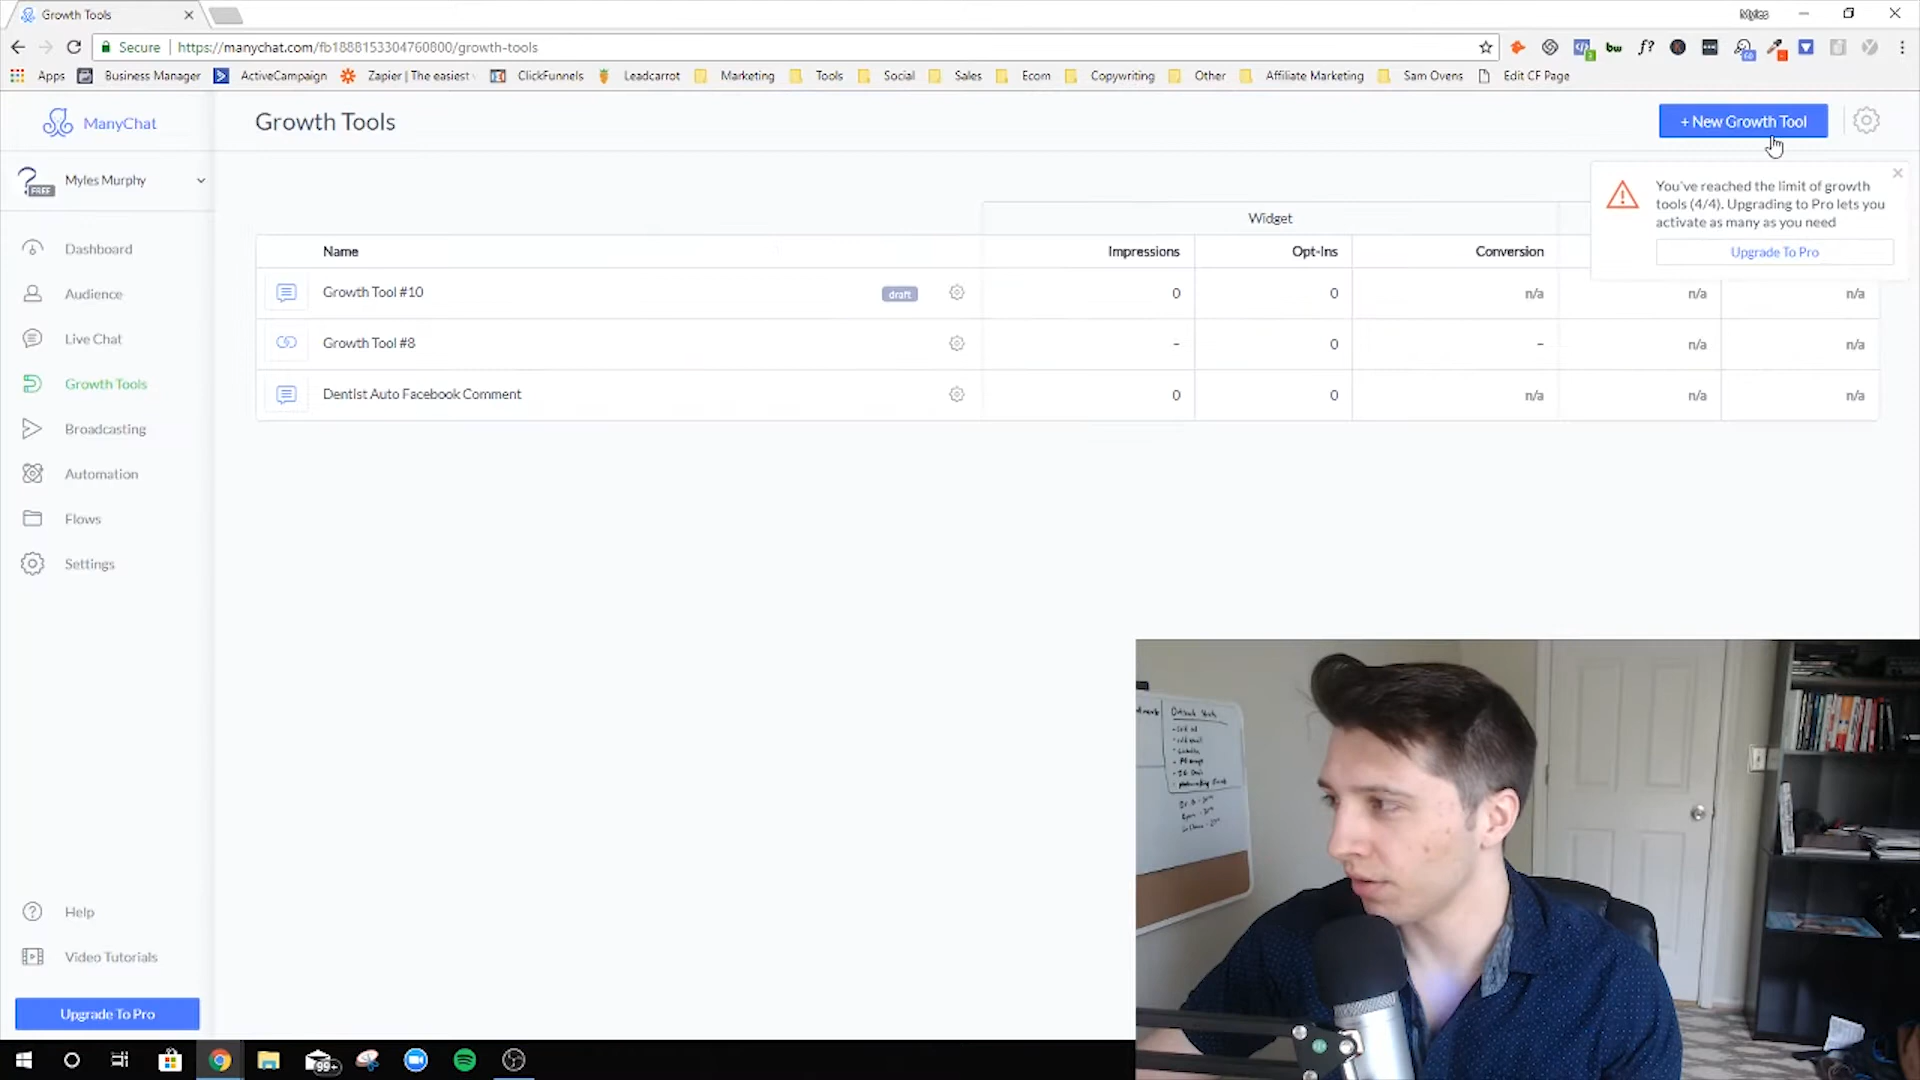 Growth Tools
Myles
Secure
https://manychat.com/fb1888153304760800/growth-tools
bw
f?
Apps
Business Manager
ActiveCampaign
Zapier | The easiest
ClickFunnels
Leadcarrot
Marketing
Tools
Social
Sales
Ecom
Copywriting
Other
Affiliate Marketing
Sam Ovens
Edit CF Page
ManyChat
Growth Tools
+ New Growth Tool
FREE
Myles Murphy
You've reached the limit of growth
tools (4/4). Upgrading to Pro lets you
activate as many as you need
Upgrade To Pro
Widget
Name
Impressions
Opt-Ins
Conversion
Growth Tool #10
draft
0
0
n/a
n/a
n/a
Growth Tool #8
–
0
–
n/a
n/a
Dentist Auto Facebook Comment
0
0
n/a
n/a
n/a
Dashboard
Audience
Live Chat
Growth Tools
Broadcasting
Automation
Flows
Settings
Help
Video Tutorials
Upgrade To Pro
99+